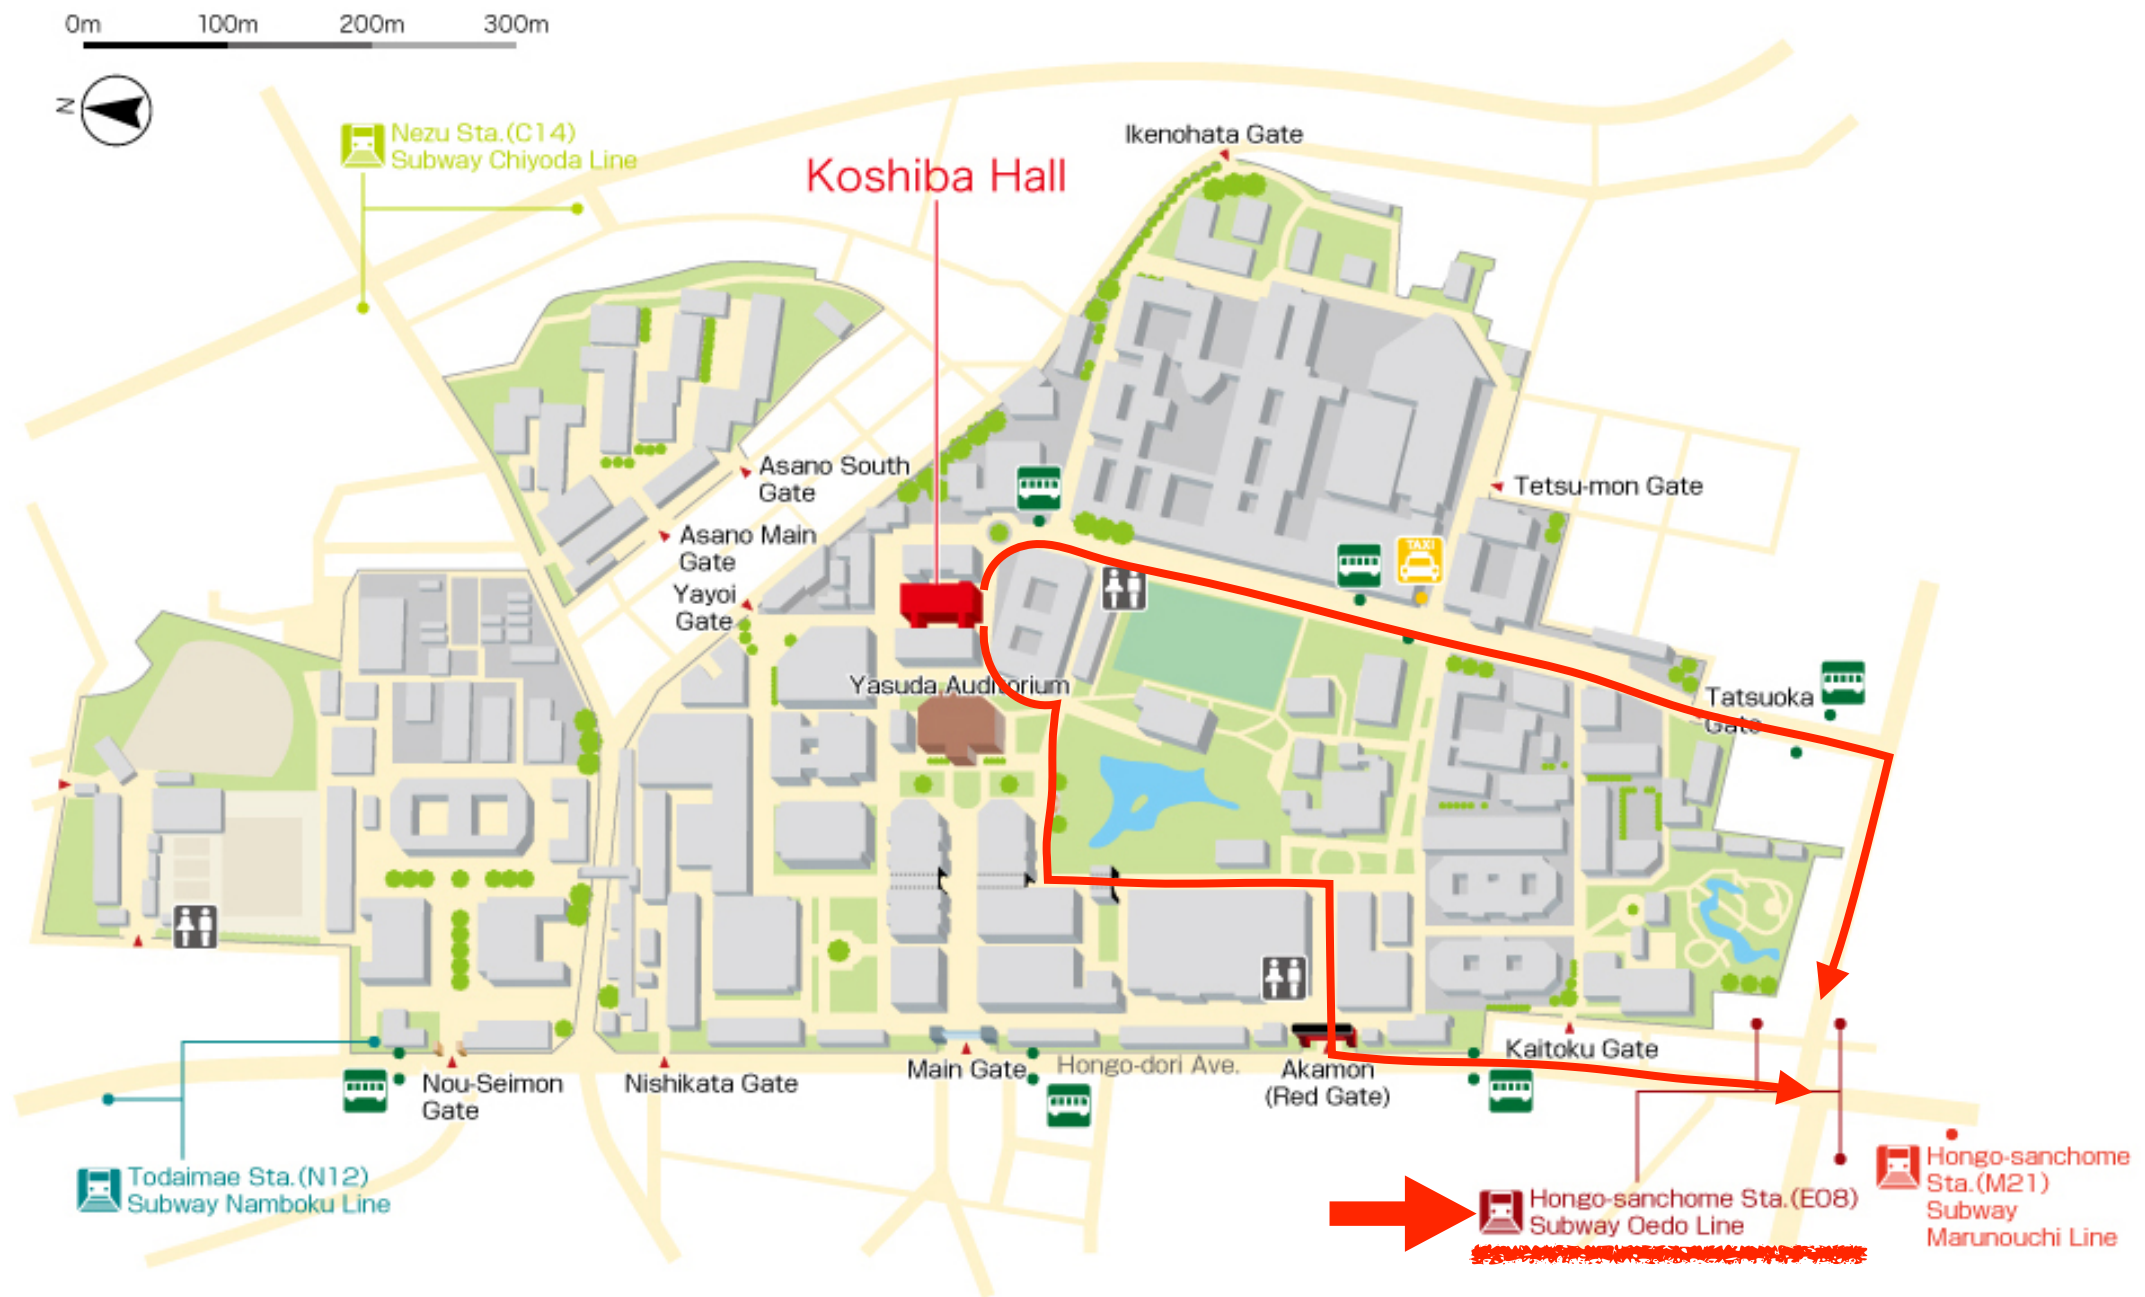 0m 100m 200m 300m
N
Nezu Sta.(C14)
Subway Chiyoda Line
Koshiba Hall
Ikenohata Gate
Asano South
Gate
Asano Main
Gate
Yayoi
Gate
TAXI
Tetsu-mon Gate
Yasuda Auditorium
Tatsuoka
Gate
Nou-Seimon
Gate
Nishikata Gate
Main Gate
Hongo-dori Ave.
Akamon
(Red Gate)
Kaitoku Gate
Todaimae Sta.(N12)
Subway Namboku Line
Hongo-sanchome Sta.(E08)
Subway Oedo Line
Hongo-sanchome
Sta.(M21)
Subway
Marunouchi Line